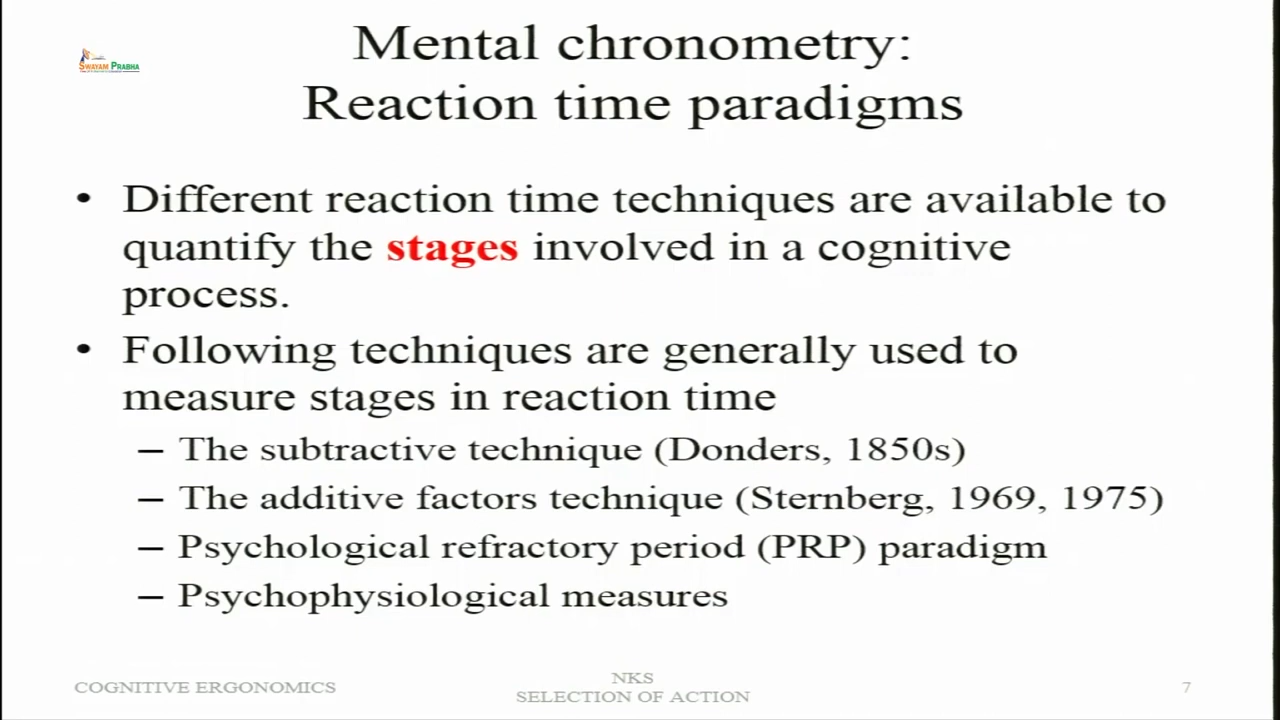 Mental chronometry:
Reaction time paradigms
SWAYAM PRABHA
• Different reaction time techniques are available to
quantify the stages involved in a cognitive
process.
• Following techniques are generally used to
measure stages in reaction time
– The subtractive technique (Donders, 1850s)
– The additive factors technique (Sternberg, 1969, 1975)
– Psychological refractory period (PRP) paradigm
– Psychophysiological measures
COGNITIVE ERGONOMICS
NKS
SELECTION OF ACTION
7